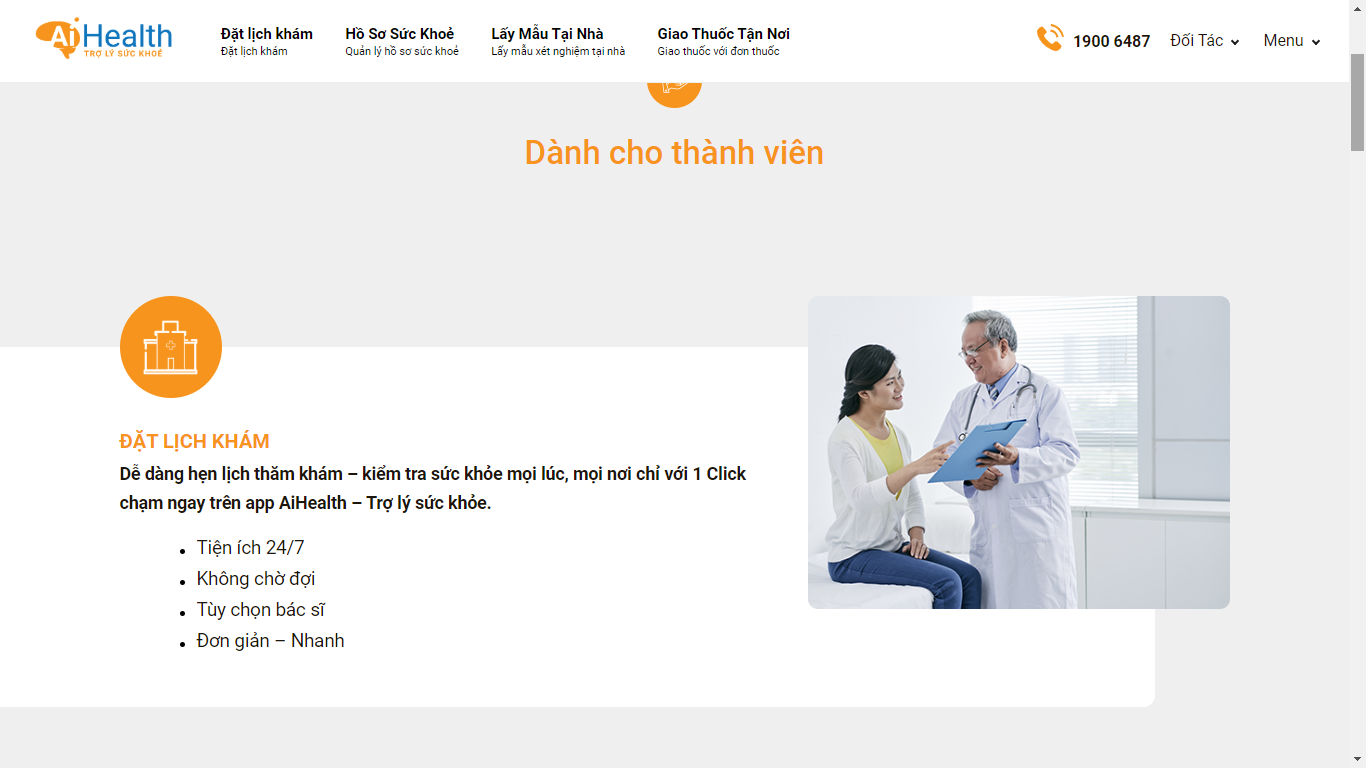 AiHealth
TRỢ LÝ SỨC KHOẺ
Đặt lịch khám
Đặt lịch khám
Hồ Sơ Sức Khoẻ
Quản lý hồ sơ sức khoẻ
Lấy Mẫu Tại Nhà
Lấy mẫu xét nghiệm tại nhà
Giao Thuốc Tận Nơi
Giao thuốc với đơn thuốc
1900 6487
Đối Tác
Menu
Dành cho thành viên
ĐẶT LỊCH KHÁM
Dễ dàng hẹn lịch thăm khám – kiểm tra sức khỏe mọi lúc, mọi nơi chỉ với 1 Click
chạm ngay trên app AiHealth – Trợ lý sức khỏe.
Tiện ích 24/7
Không chờ đợi
Tùy chọn bác sĩ
Đơn giản – Nhanh